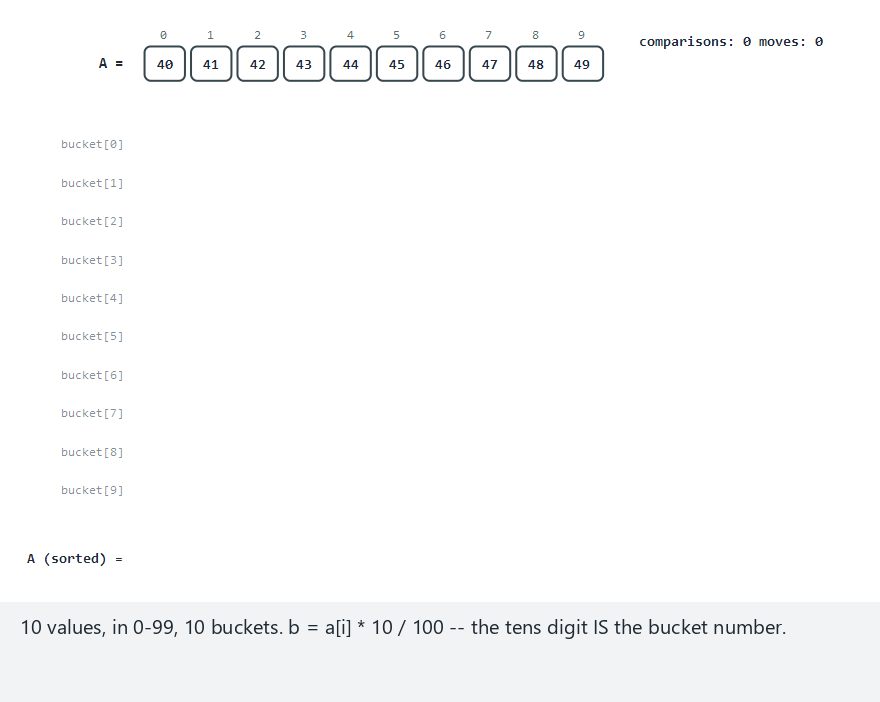 0 1 2 3 4 5 6 7 8 9
comparisons: 0 moves: 0
A = 40 41 42 43 44 45 46 47 48 49
bucket[0]
bucket[1]
bucket[2]
bucket[3]
bucket[4]
bucket[5]
bucket[6]
bucket[7]
bucket[8]
bucket[9]
A (sorted) =
10 values, in 0-99, 10 buckets. b = a[i] * 10 / 100 -- the tens digit IS the bucket number.